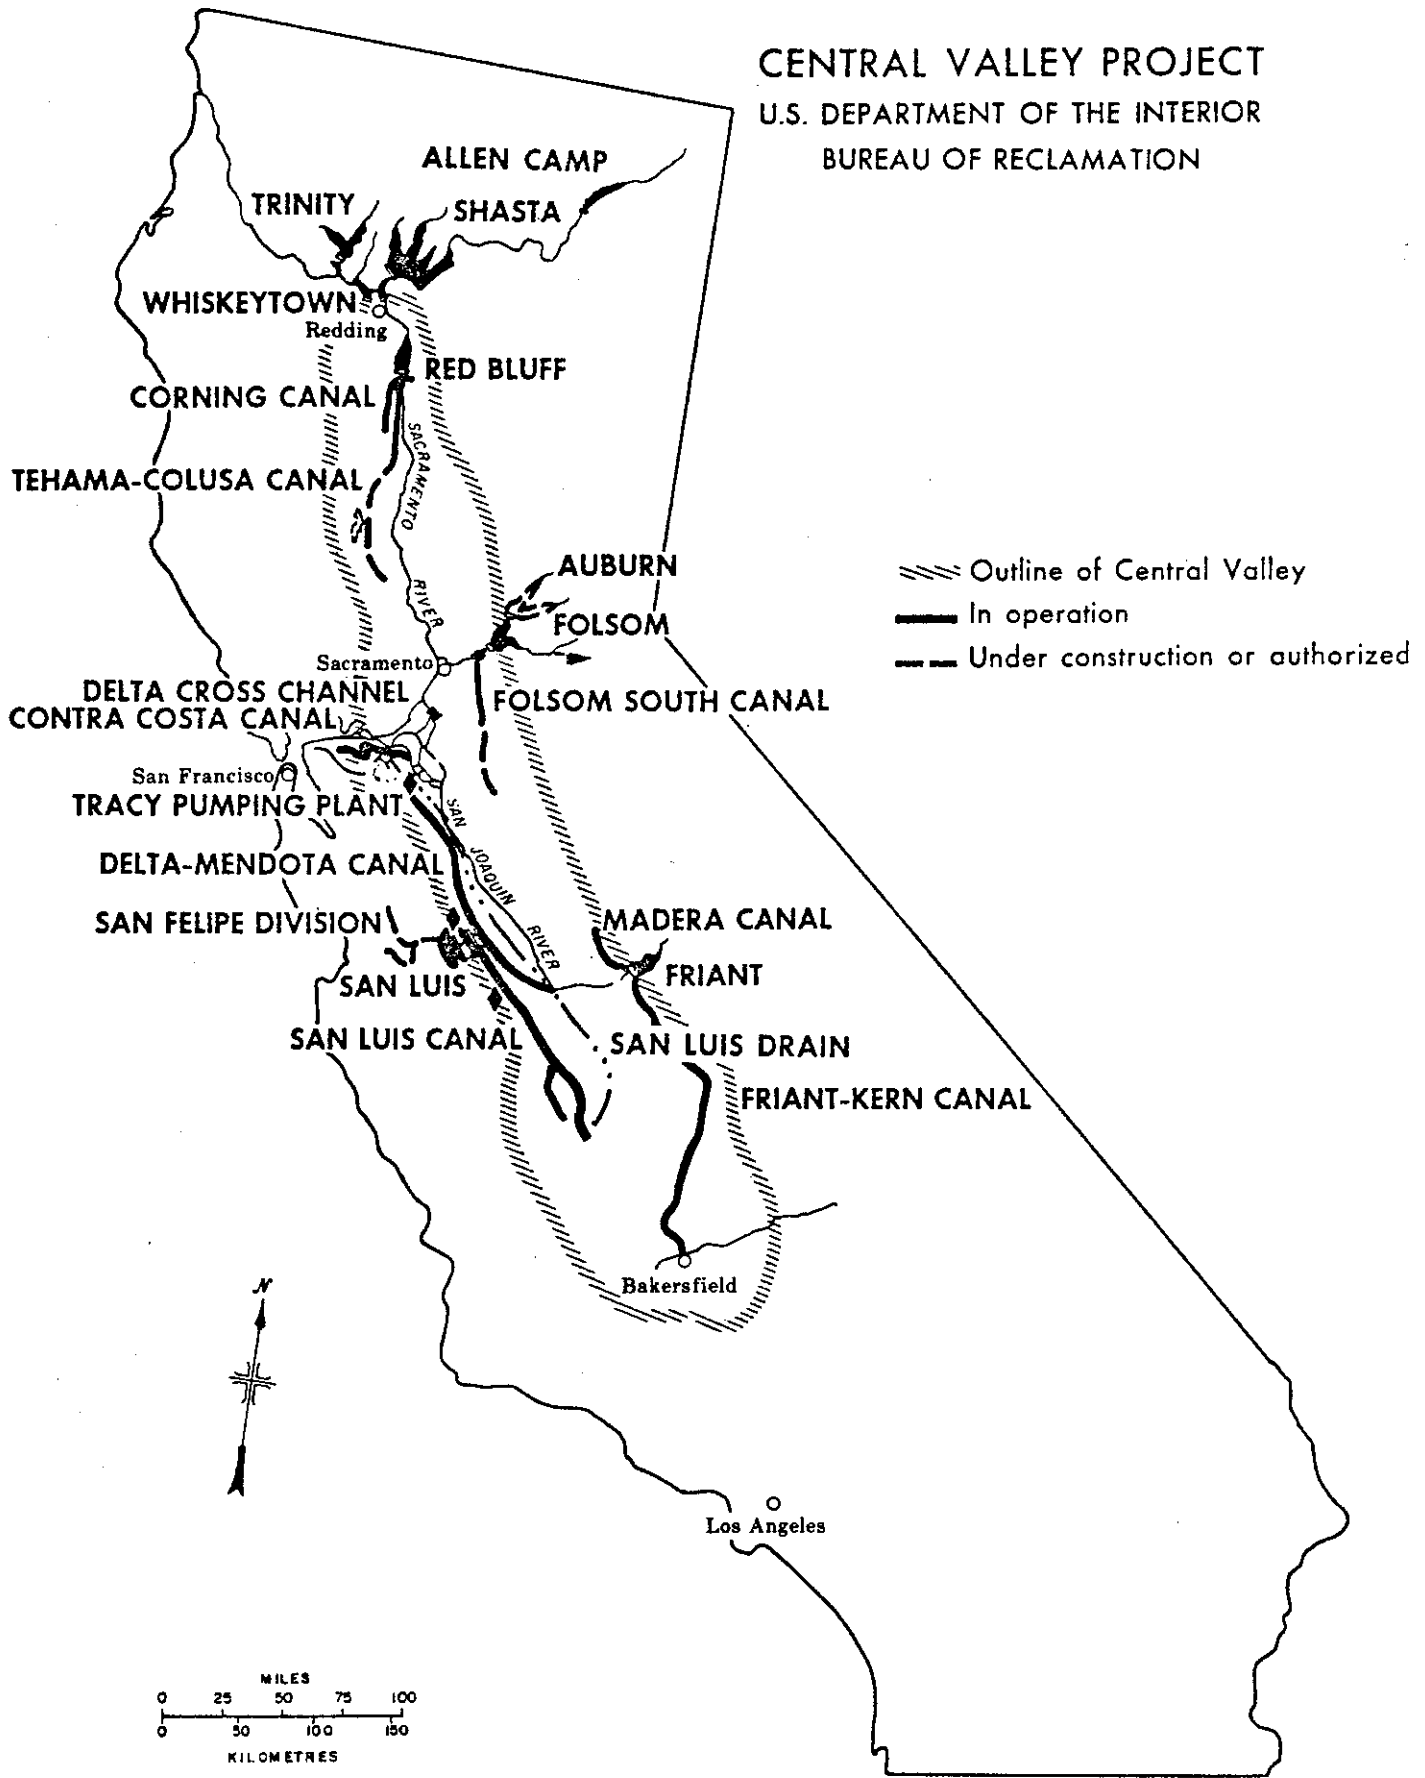 CENTRAL VALLEY PROJECT
U.S. DEPARTMENT OF THE INTERIOR
BUREAU OF RECLAMATION
ALLEN CAMP
TRINITY
SHASTA
WHISKEYTOWN
Redding
RED BLUFF
CORNING CANAL
SACRAMENTO
TEHAMA-COLUSA CANAL
AUBURN
Outline of Central Valley
RIVER
In operation
FOLSOM
Under construction or authorized
Sacramento
DELTA CROSS CHANNEL
FOLSOM SOUTH CANAL
CONTRA COSTA CANAL
San Francisco
TRACY PUMPING PLANT
SAN
JOAQUIN
DELTA-MENDOTA CANAL
SAN FELIPE DIVISION
MADERA CANAL
RIVER
FRIANT
SAN LUIS
SAN LUIS CANAL
SAN LUIS DRAIN
FRIANT-KERN CANAL
Bakersfield
N
Los Angeles
MILES
0 25 50 75 100
0 50 100 150
KILOMETRES